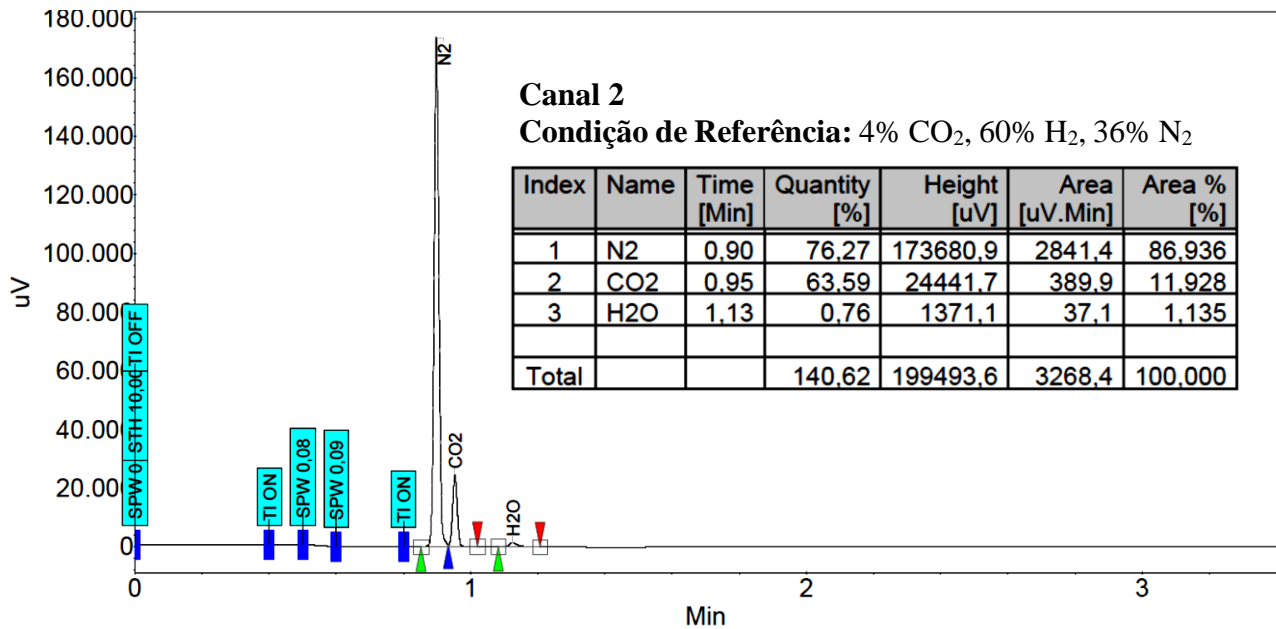 180.000
160.000
140.000
120.000
100.000
80.000
60.000
40.000
20.000
0
uV
SPW 0
STH 10,00
TI OFF
TI ON
SPW 0,08
SPW 0,09
TI ON
N2
CO2
H2O
0 1 2 3
Min
Canal 2
Condição de Referência: 4% CO₂, 60% H₂, 36% N₂
Index Name Time [Min] Quantity [%] Height [uV] Area [uV.Min] Area % [%]
1 N2 0,90 76,27 173680,9 2841,4 86,936
2 CO2 0,95 63,59 24441,7 389,9 11,928
3 H2O 1,13 0,76 1371,1 37,1 1,135
Total 140,62 199493,6 3268,4 100,000